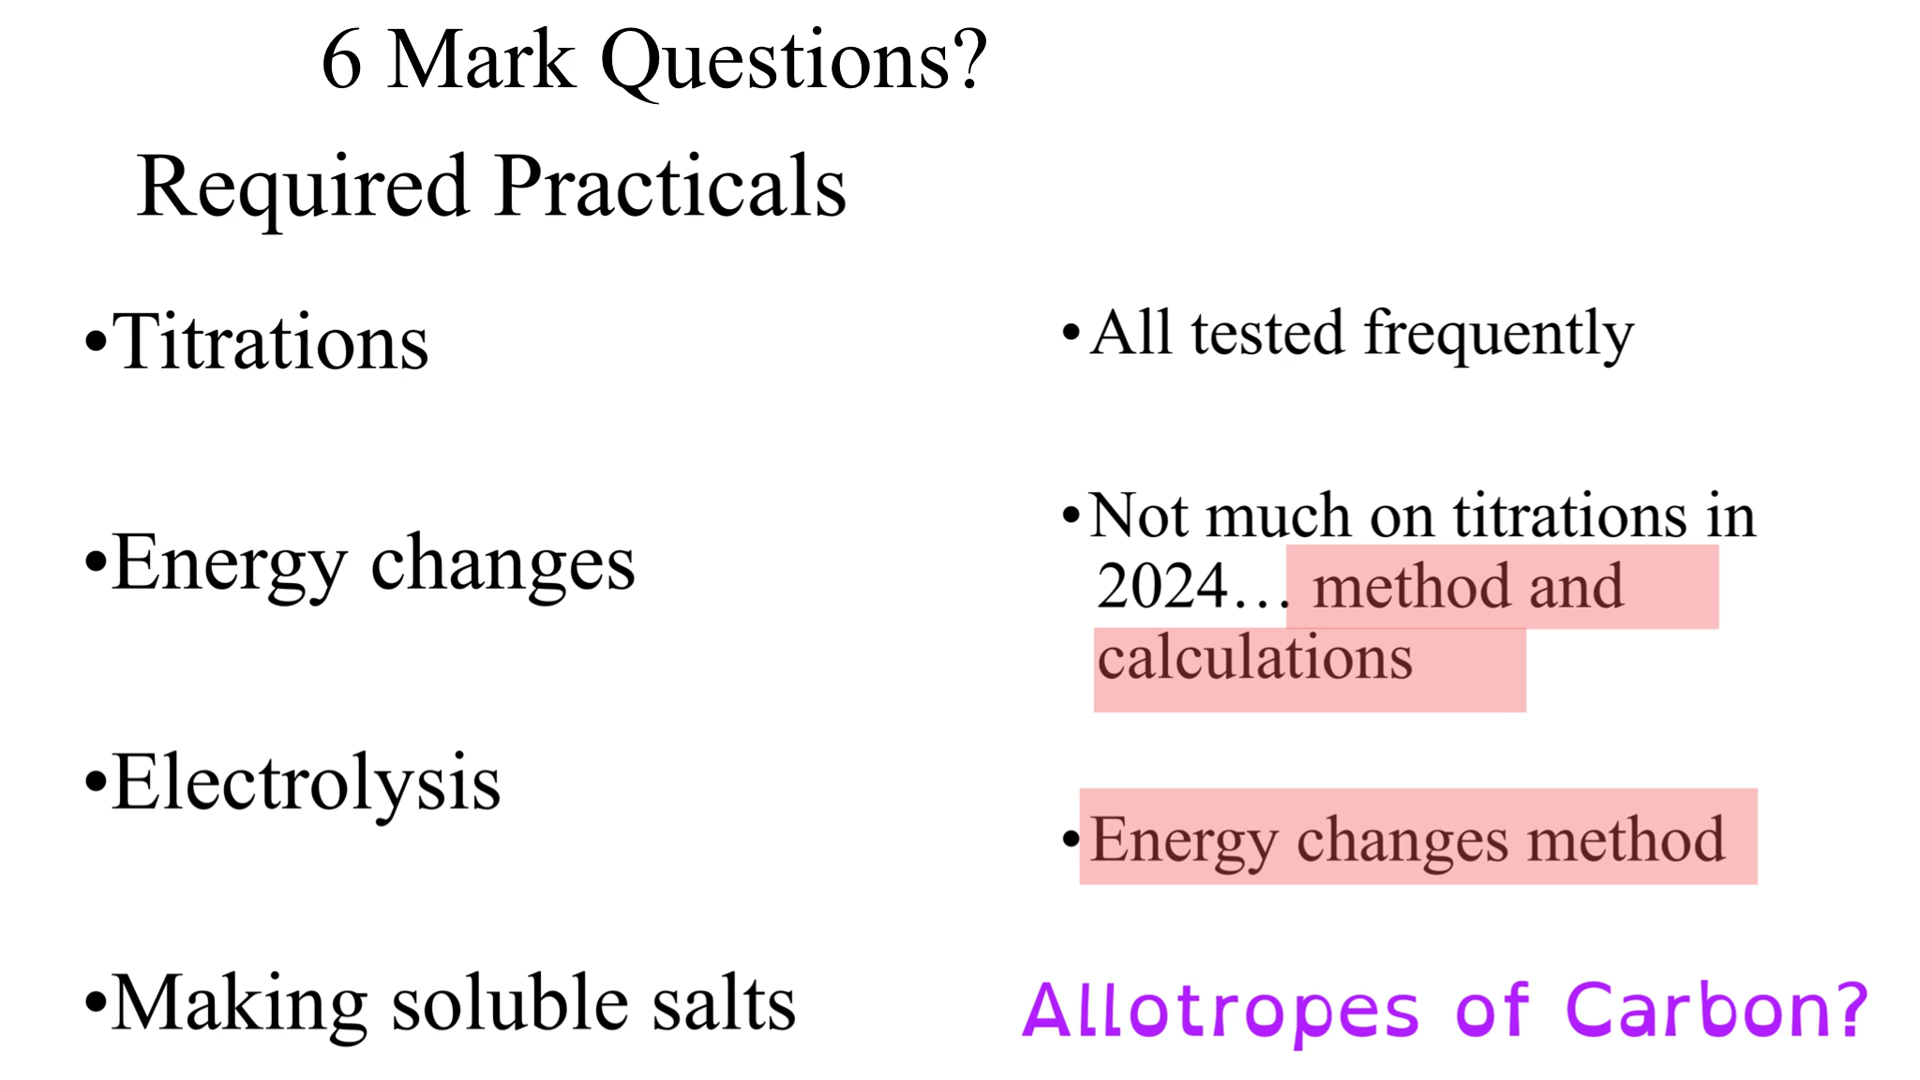 6 Mark Questions?
Required Practicals
•Titrations
•Energy changes
•Electrolysis
•Making soluble salts
•All tested frequently
•Not much on titrations in
2024… method and
calculations
•Energy changes method
Allotropes of Carbon?